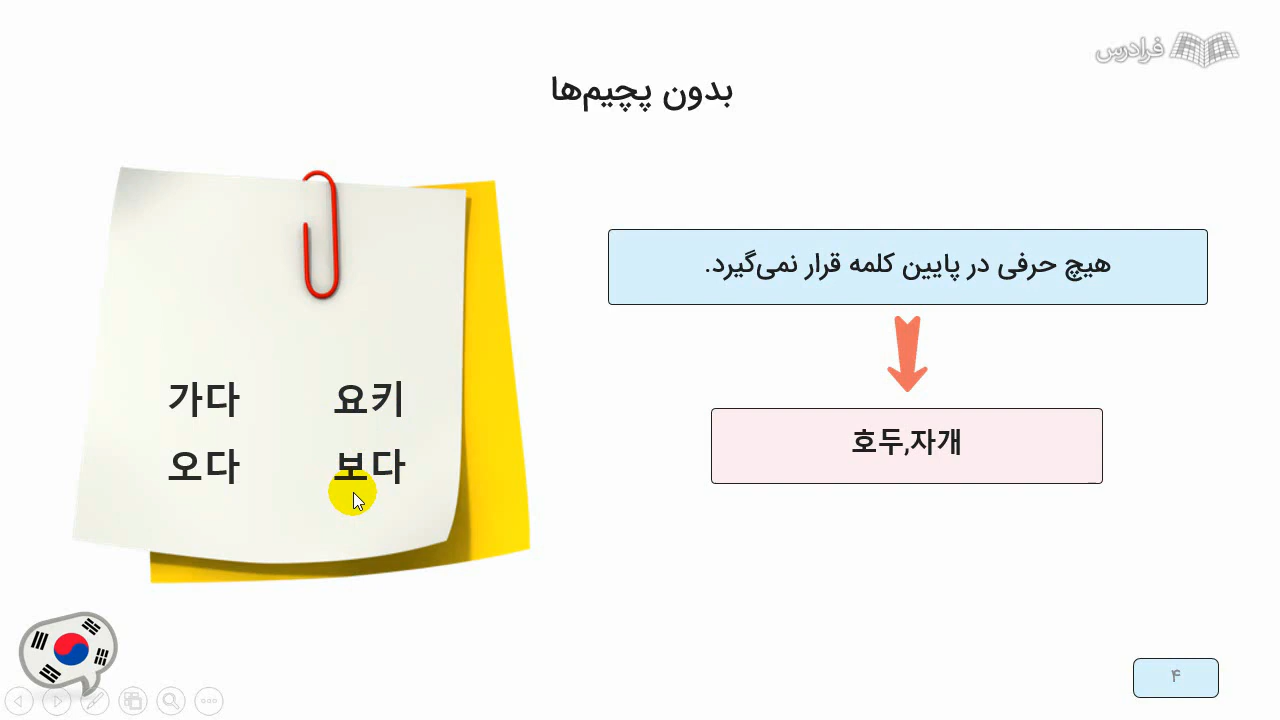 فرادرس
بدون پچیم‌ها
هیچ حرفی در پایین کلمه قرار نمی‌گیرد.
호두,자개
가다 요키
오다 보다
۴